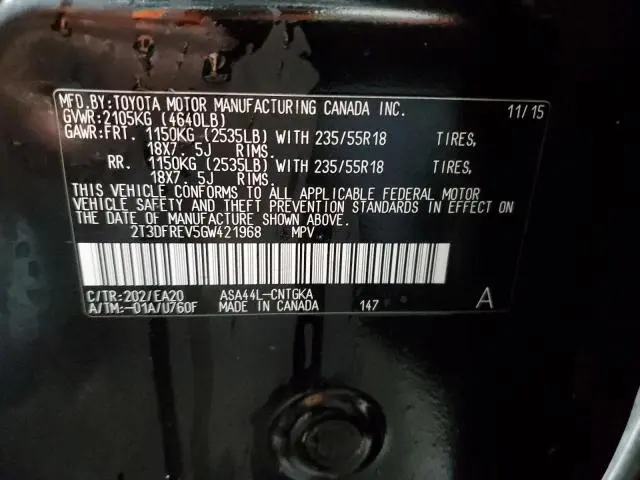 MFD.BY:TOYOTA MOTOR MANUFACTURING CANADA INC. 11/15
GVWR:2105KG (4640LB)
GAWR:FRT. 1150KG (2535LB) WITH 235/55R18 TIRES,
18X7.5J RIMS.
RR. 1150KG (2535LB) WITH 235/55R18 TIRES,
18X7.5J RIMS.
THIS VEHICLE CONFORMS TO ALL APPLICABLE FEDERAL MOTOR
VEHICLE SAFETY AND THEFT PREVENTION STANDARDS IN EFFECT ON
THE DATE OF MANUFACTURE SHOWN ABOVE.
2T3DFREV5GW421968 MPV
C/TR:202/EA20 ASA44L-CNTGKA A
A/TM:-01A/U760F MADE IN CANADA 147